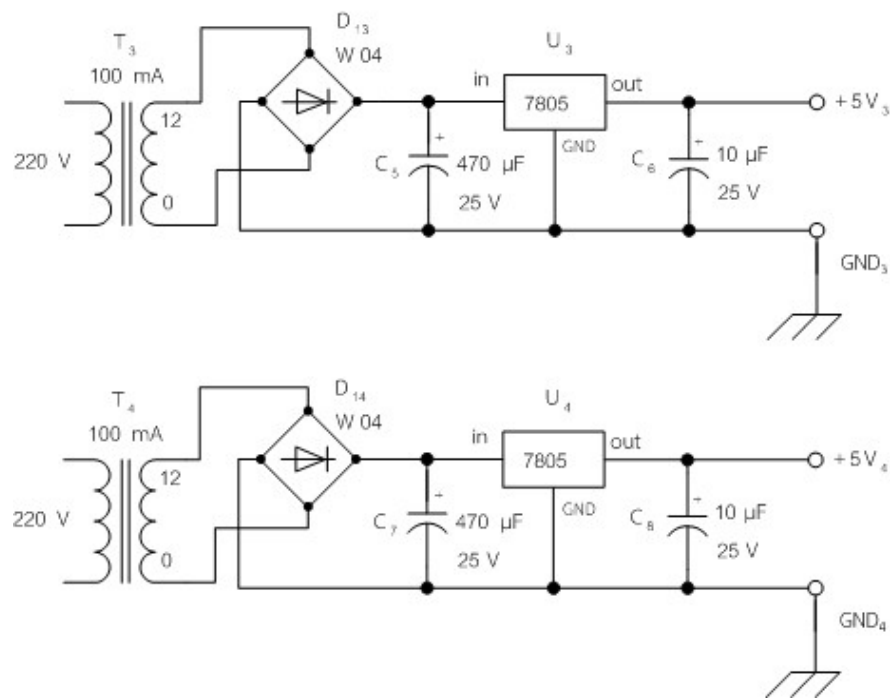 D₁₃
W 04
T₃
100 mA
U₃
in
7805
out
+5V₃
12
220 V
0
GND
C₅
+
470 µF
25 V
C₆
+
10 µF
25 V
GND₃
D₁₄
W 04
T₄
100 mA
U₄
in
7805
out
+5V₄
12
220 V
0
GND
C₇
+
470 µF
25 V
C₈
+
10 µF
25 V
GND₄